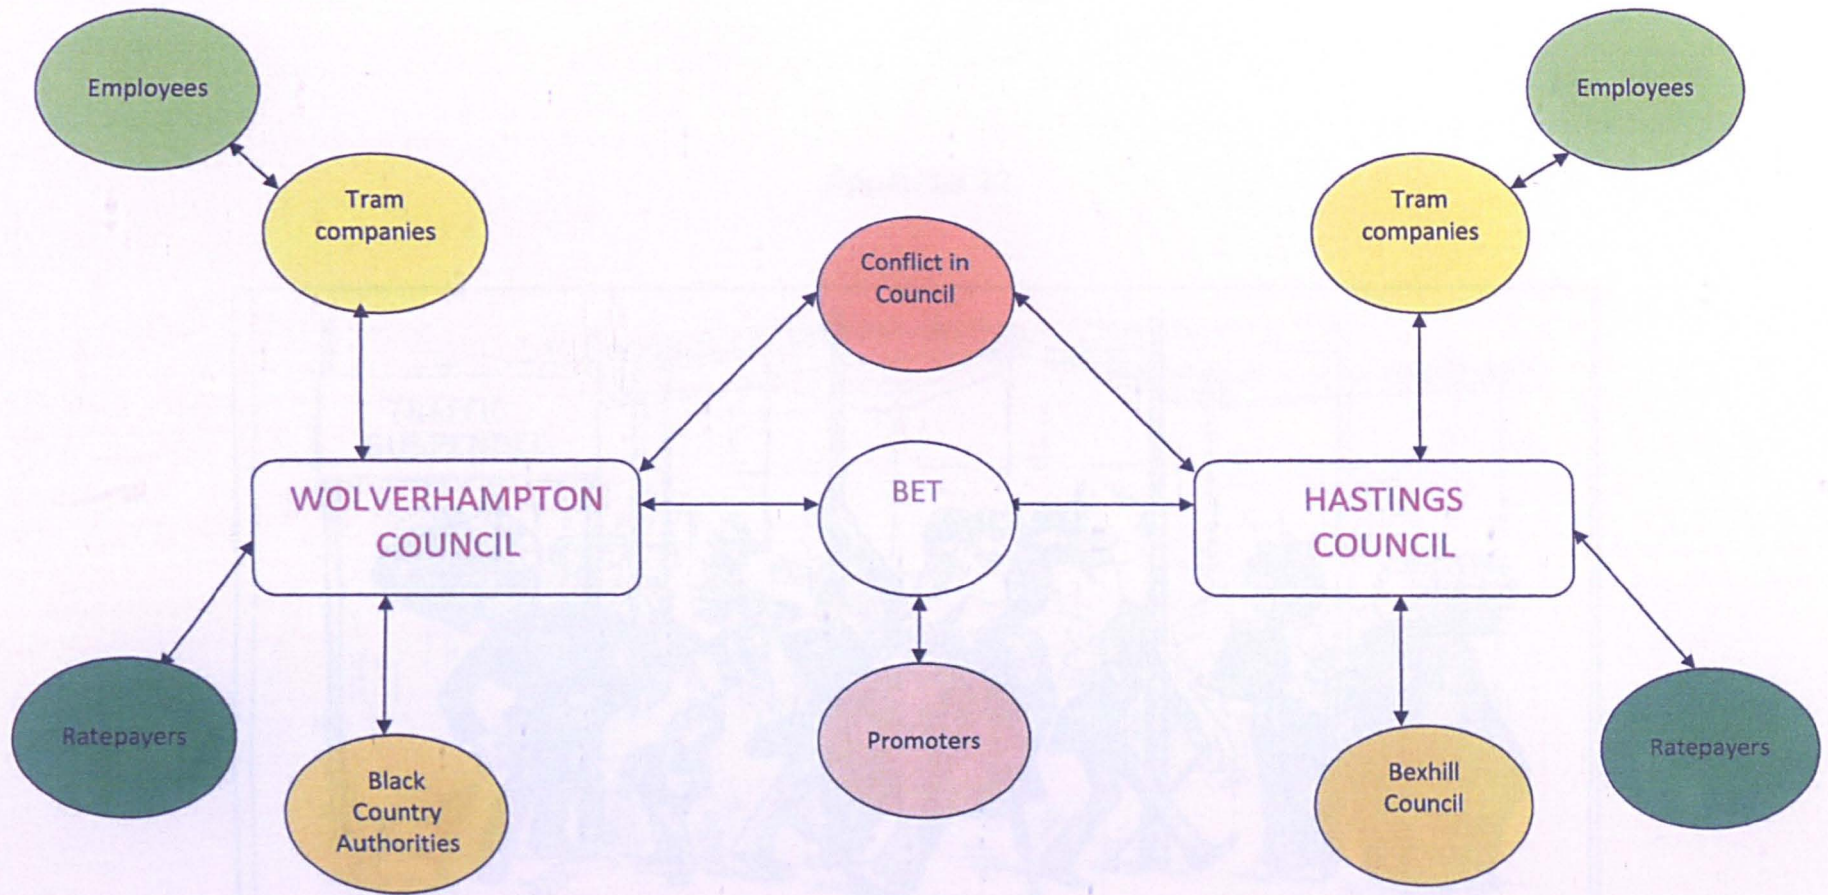 Employees
Employees
Tram
companies
Tram
companies
Conflict in
Council
WOLVERHAMPTON
COUNCIL
BET
HASTINGS
COUNCIL
Ratepayers
Black
Country
Authorities
Promoters
Bexhill
Council
Ratepayers